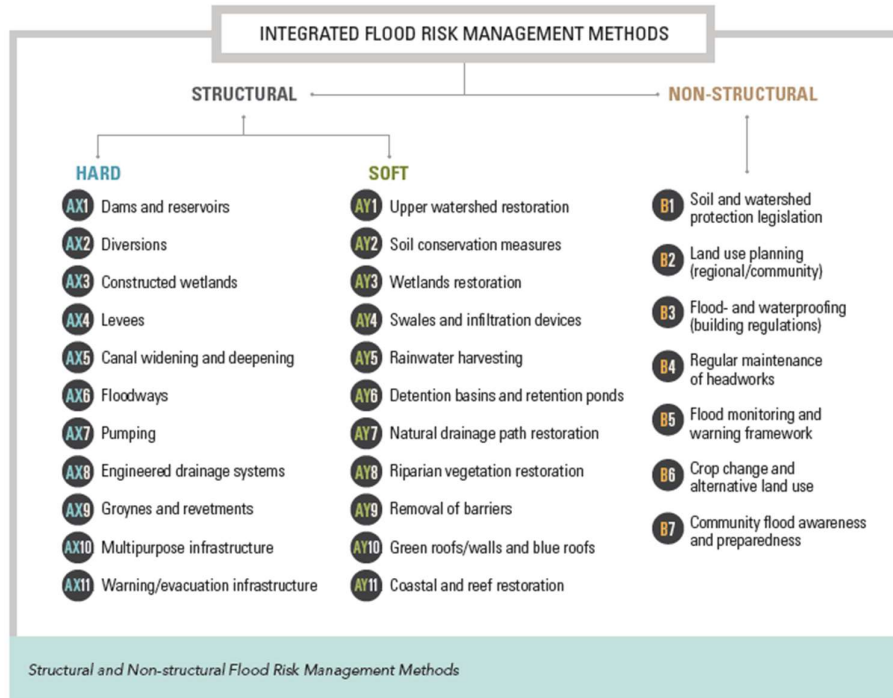 INTEGRATED FLOOD RISK MANAGEMENT METHODS
STRUCTURAL
NON-STRUCTURAL
HARD
AX1 Dams and reservoirs
AX2 Diversions
AX3 Constructed wetlands
AX4 Levees
AX5 Canal widening and deepening
AX6 Floodways
AX7 Pumping
AX8 Engineered drainage systems
AX9 Groynes and revetments
AX10 Multipurpose infrastructure
AX11 Warning/evacuation infrastructure
SOFT
AY1 Upper watershed restoration
AY2 Soil conservation measures
AY3 Wetlands restoration
AY4 Swales and infiltration devices
AY5 Rainwater harvesting
AY6 Detention basins and retention ponds
AY7 Natural drainage path restoration
AY8 Riparian vegetation restoration
AY9 Removal of barriers
AY10 Green roofs/walls and blue roofs
AY11 Coastal and reef restoration
B1 Soil and watershed
protection legislation
B2 Land use planning
(regional/community)
B3 Flood- and waterproofing
(building regulations)
B4 Regular maintenance
of headworks
B5 Flood monitoring and
warning framework
B6 Crop change and
alternative land use
B7 Community flood awareness
and preparedness
Structural and Non-structural Flood Risk Management Methods